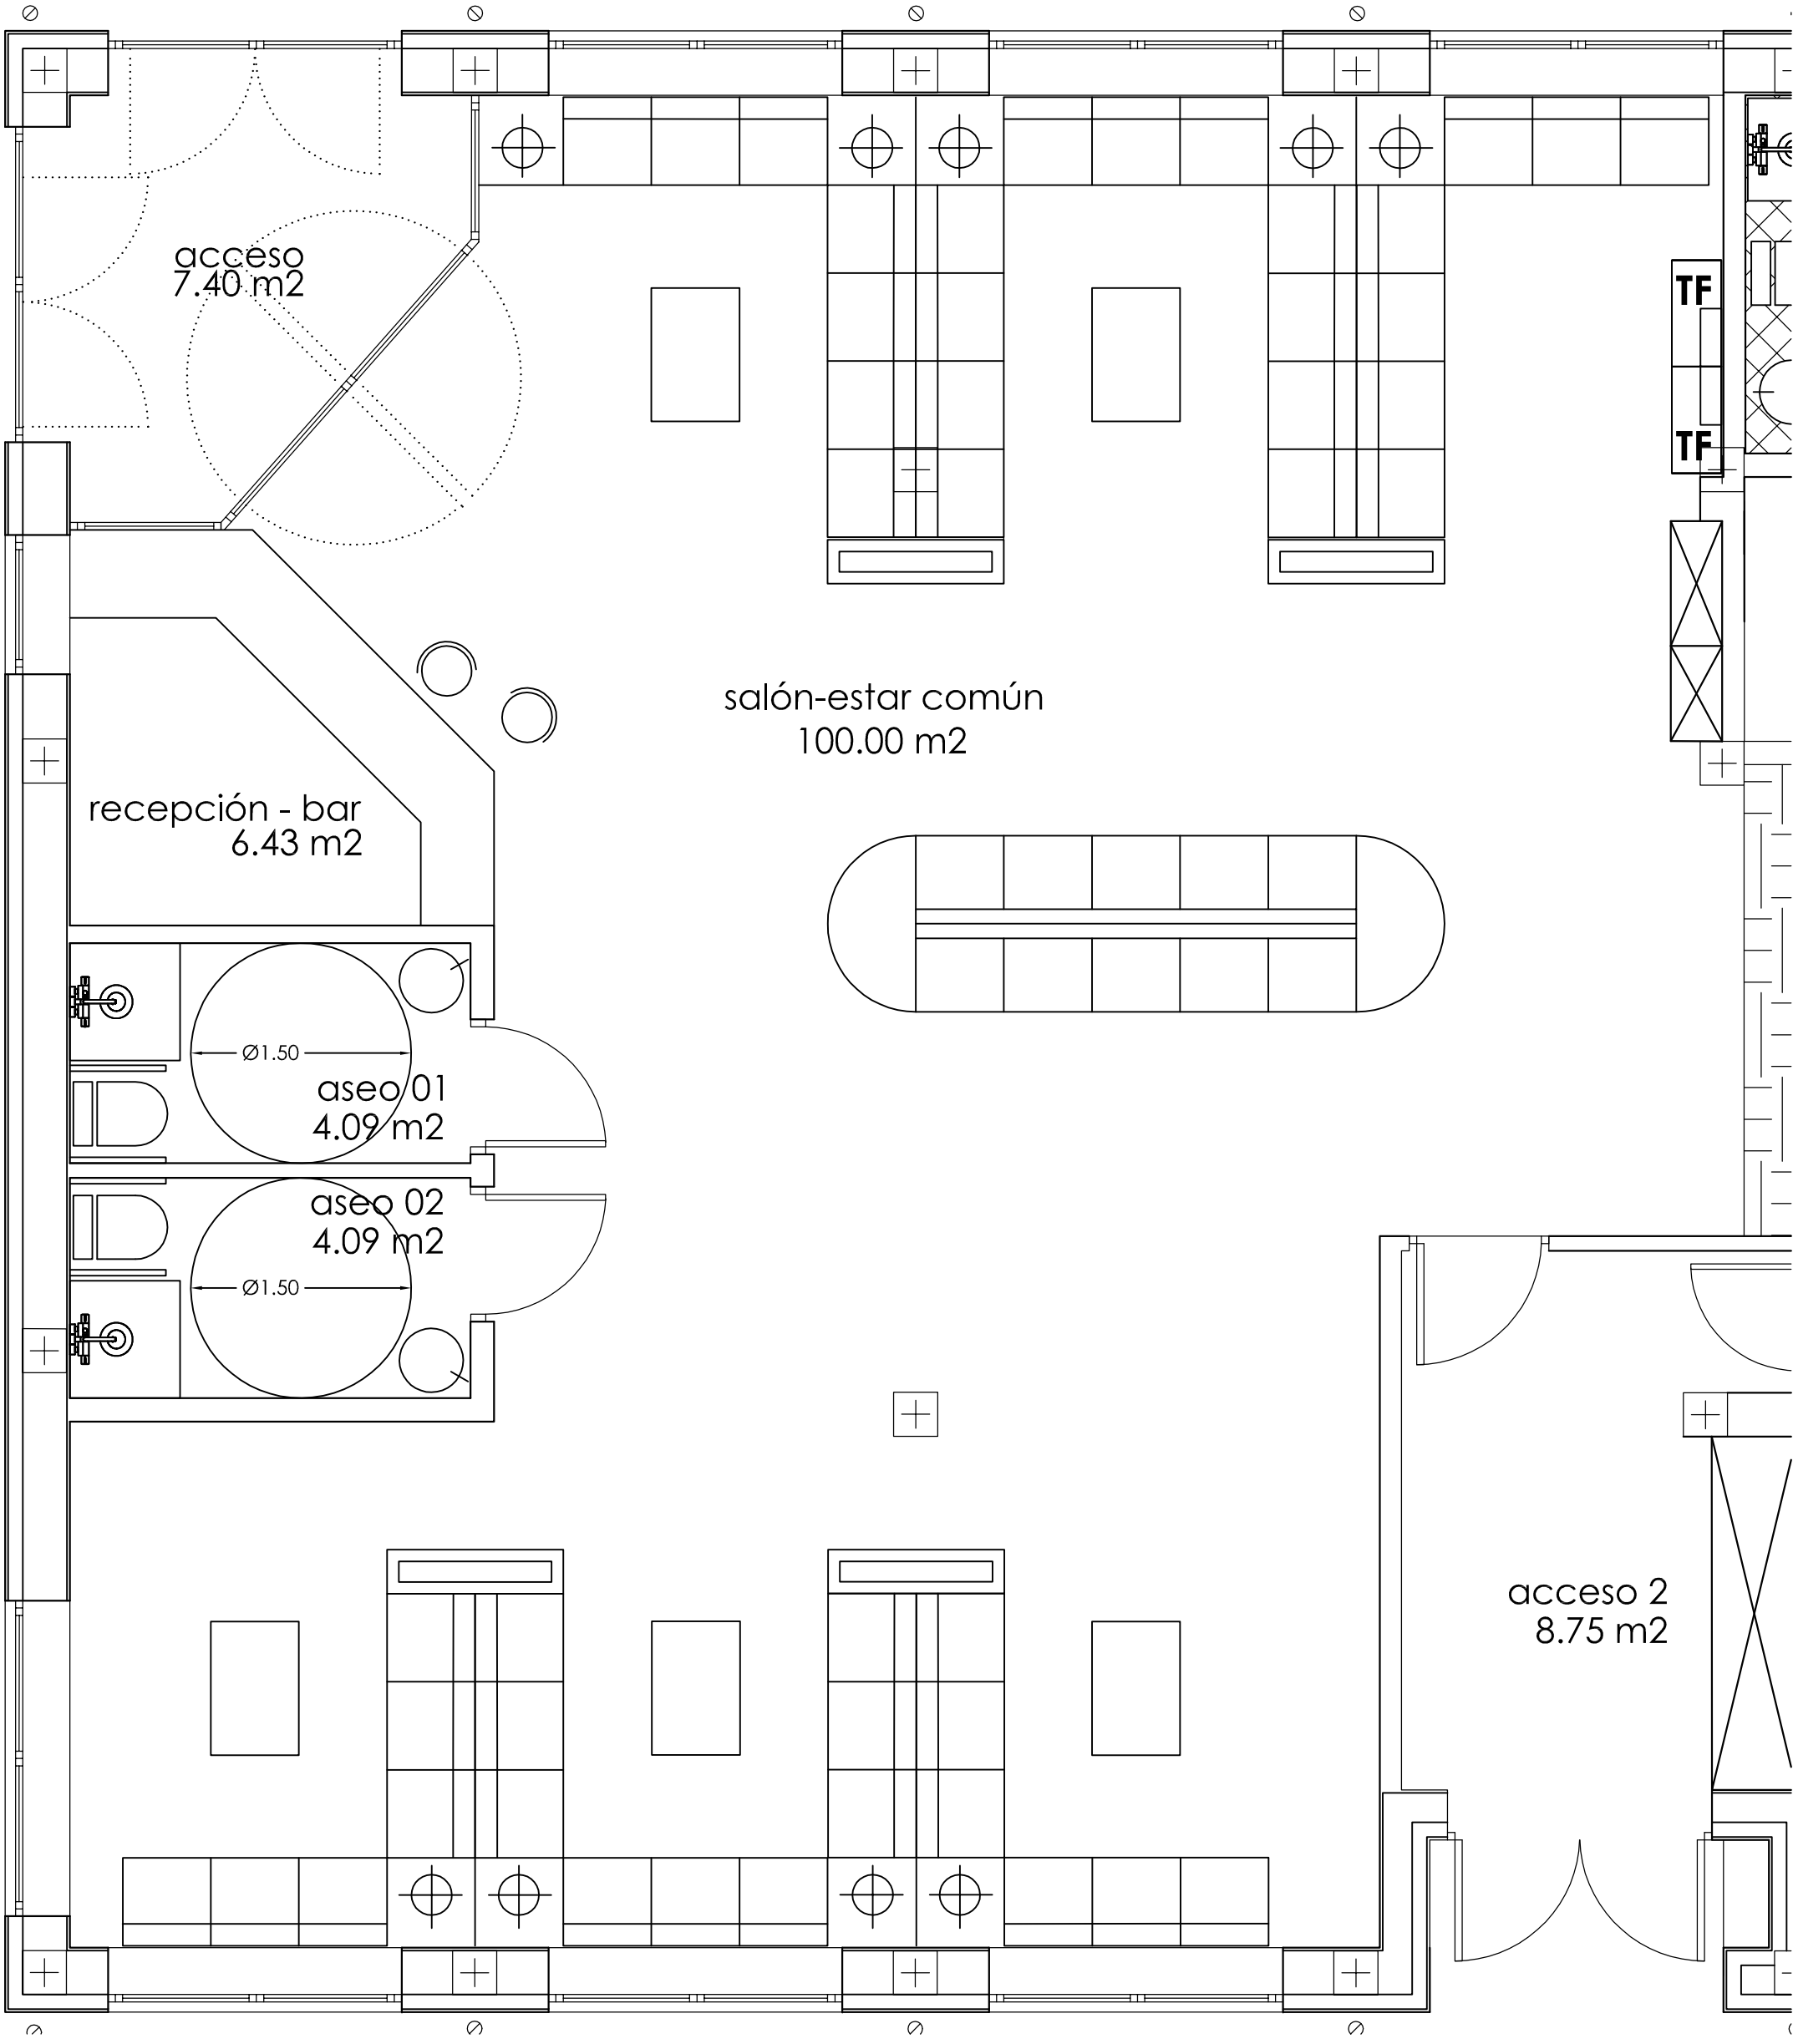 acceso
7.40 m2
TF
TF
salón-estar común
100.00 m2
recepción - bar
6.43 m2
Ø1.50
aseo 01
4.09 m2
aseo 02
4.09 m2
Ø1.50
acceso 2
8.75 m2